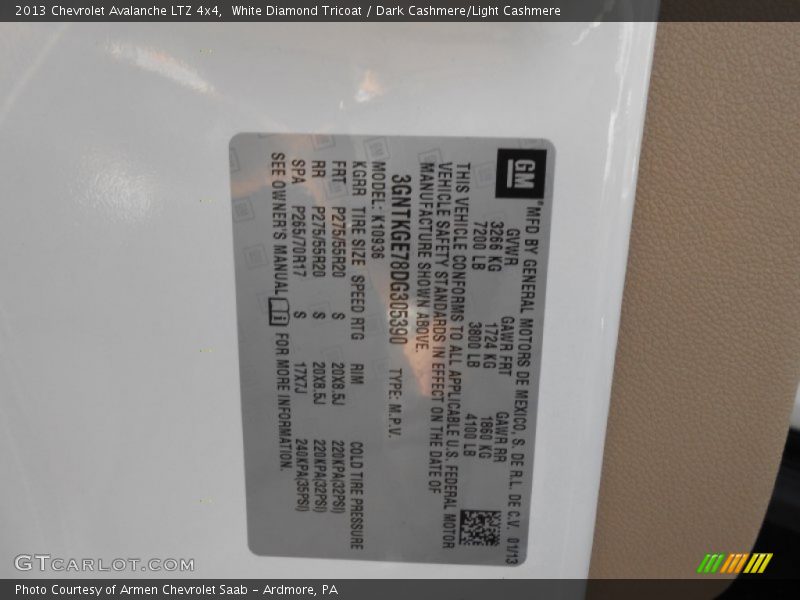 2013 Chevrolet Avalanche LTZ 4x4, White Diamond Tricoat / Dark Cashmere/Light Cashmere
GM ®MFD BY GENERAL MOTORS DE MEXICO, S. DE R.L. DE C.V. 01/13
GVWR GAWR FRT GAWR RR
3266 KG 1724 KG 1860 KG
7200 LB 3800 LB 4100 LB
THIS VEHICLE CONFORMS TO ALL APPLICABLE U.S. FEDERAL MOTOR
VEHICLE SAFETY STANDARDS IN EFFECT ON THE DATE OF
MANUFACTURE SHOWN ABOVE.
3GNTKGE78DG305390 TYPE: M.P.V.
MODEL: K10936
KGRR TIRE SIZE SPEED RTG RIM COLD TIRE PRESSURE
FRT P275/55R20 S 20X8.5J 220KPA(32PSI)
RR P275/55R20 S 20X8.5J 220KPA(32PSI)
SPA P265/70R17 S 17X7J 240KPA(35PSI)
SEE OWNER'S MANUAL i FOR MORE INFORMATION.
GTCARLOT.COM
Photo Courtesy of Armen Chevrolet Saab - Ardmore, PA